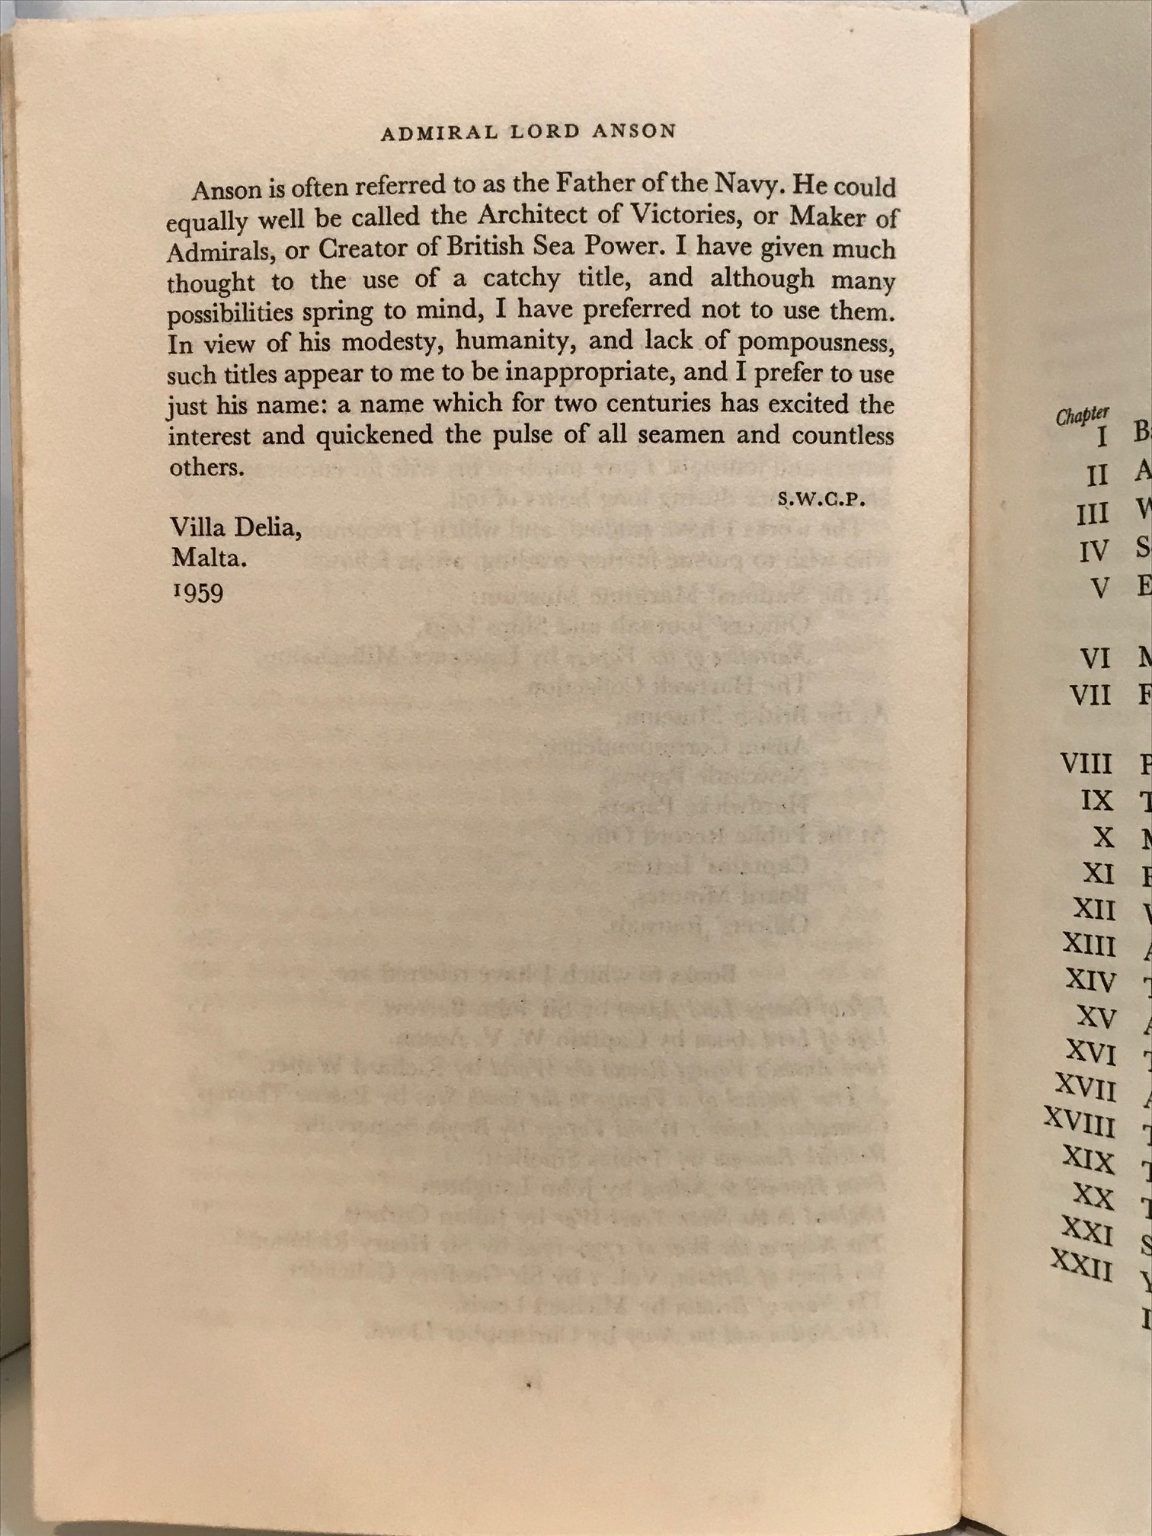 ADMIRAL LORD ANSON
Anson is often referred to as the Father of the Navy. He could
equally well be called the Architect of Victories, or Maker of
Admirals, or Creator of British Sea Power. I have given much
thought to the use of a catchy title, and although many
possibilities spring to mind, I have preferred not to use them.
In view of his modesty, humanity, and lack of pompousness,
such titles appear to me to be inappropriate, and I prefer to use
just his name: a name which for two centuries has excited the
interest and quickened the pulse of all seamen and countless
others.
S.W.C.P.
Villa Delia,
Malta.
1959
Chapter
I
II
III
IV
V
VI
VII
VIII
IX
X
XI
XII
XIII
XIV
XV
XVI
XVII
XVIII
XIX
XX
XXI
XXII